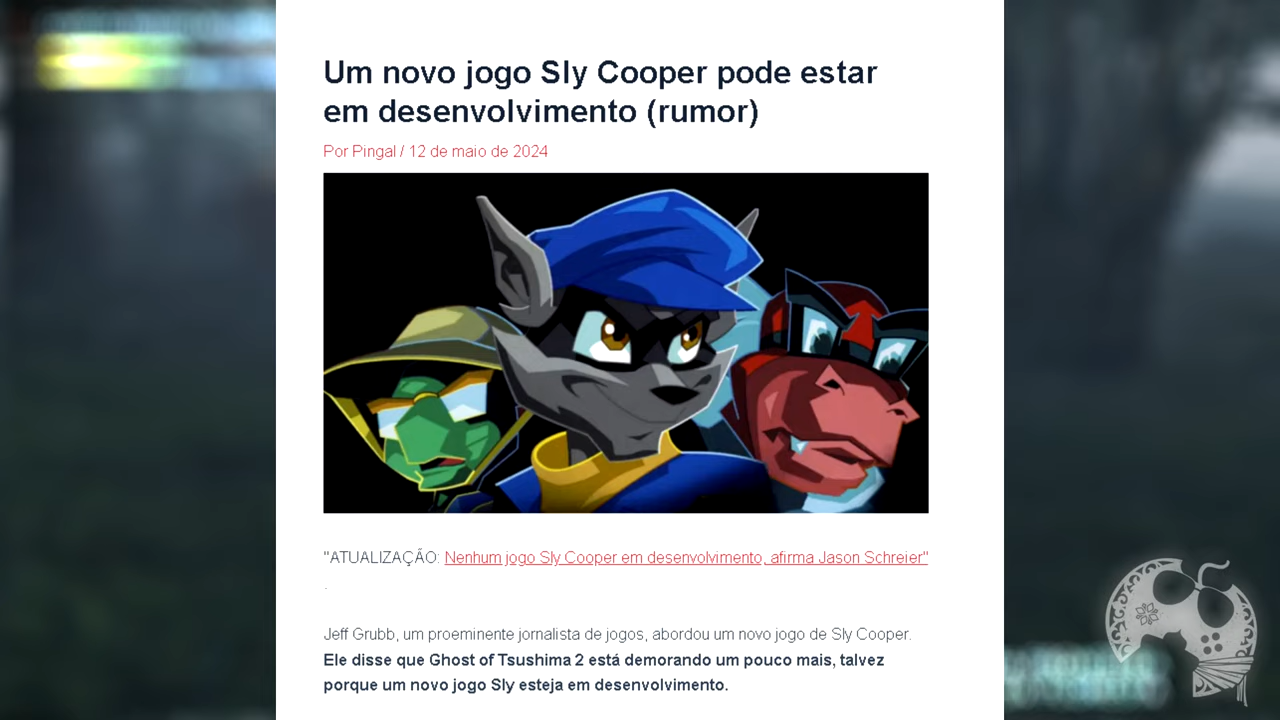 Um novo jogo Sly Cooper pode estar
em desenvolvimento (rumor)
Por Pingal / 12 de maio de 2024
"ATUALIZAÇÃO: Nenhum jogo Sly Cooper em desenvolvimento, afirma Jason Schreier"
.
Jeff Grubb, um proeminente jornalista de jogos, abordou um novo jogo de Sly Cooper.
Ele disse que Ghost of Tsushima 2 está demorando um pouco mais, talvez
porque um novo jogo Sly esteja em desenvolvimento.